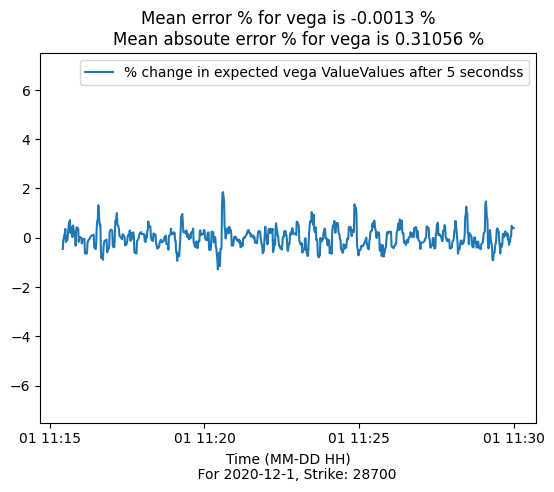 Mean error % for vega is -0.0013 %
Mean absoute error % for vega is 0.31056 %
% change in expected vega ValueValues after 5 secondss
6
4
2
0
−2
−4
−6
01 11:15 01 11:20 01 11:25 01 11:30
Time (MM-DD HH)
For 2020-12-1, Strike: 28700